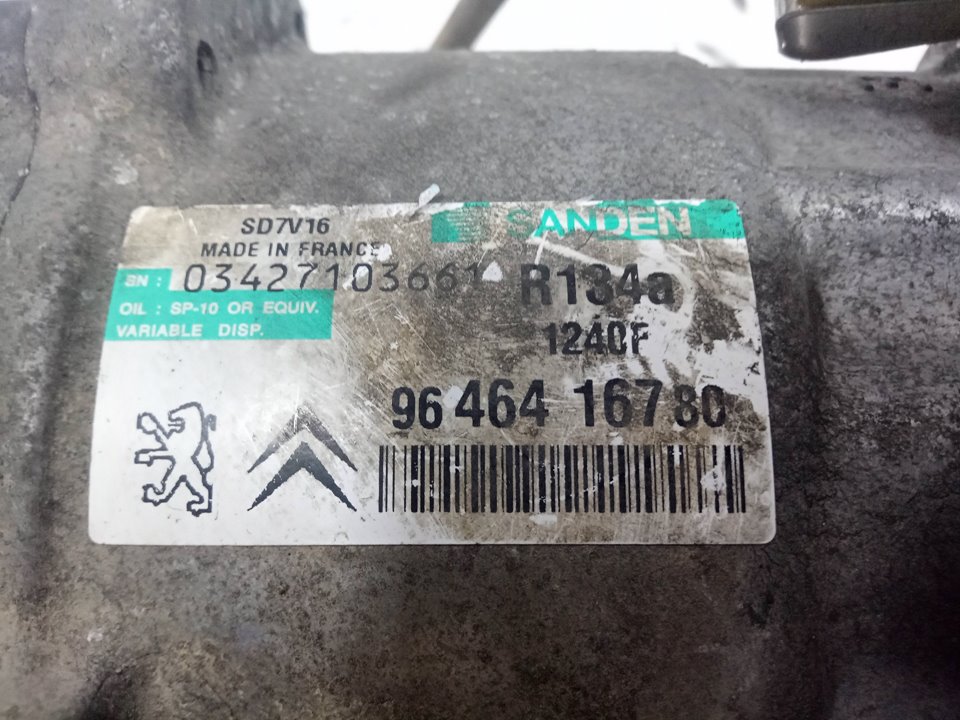 SD7V16
SANDEN
MADE IN FRANCE
SN : 03427103661
R134a
OIL : SP-10 OR EQUIV.
VARIABLE DISP.
1240F
96 464 167 80